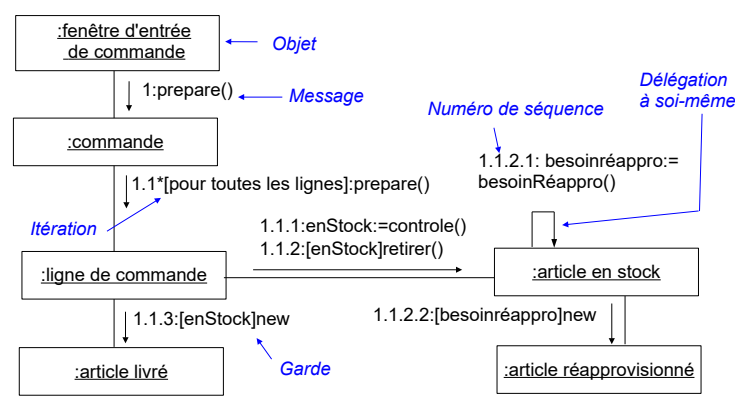 :fenêtre d'entrée
de commande
Objet
1:prepare()
Message
Délégation
à soi-même
Numéro de séquence
:commande
1.1.2.1: besoinréappro:=
besoinRéappro()
1.1*[pour toutes les lignes]:prepare()
Itération
1.1.1:enStock:=controle()
1.1.2:[enStock]retirer()
:ligne de commande
:article en stock
1.1.3:[enStock]new
1.1.2.2:[besoinréappro]new
:article livré
Garde
:article réapprovisionné